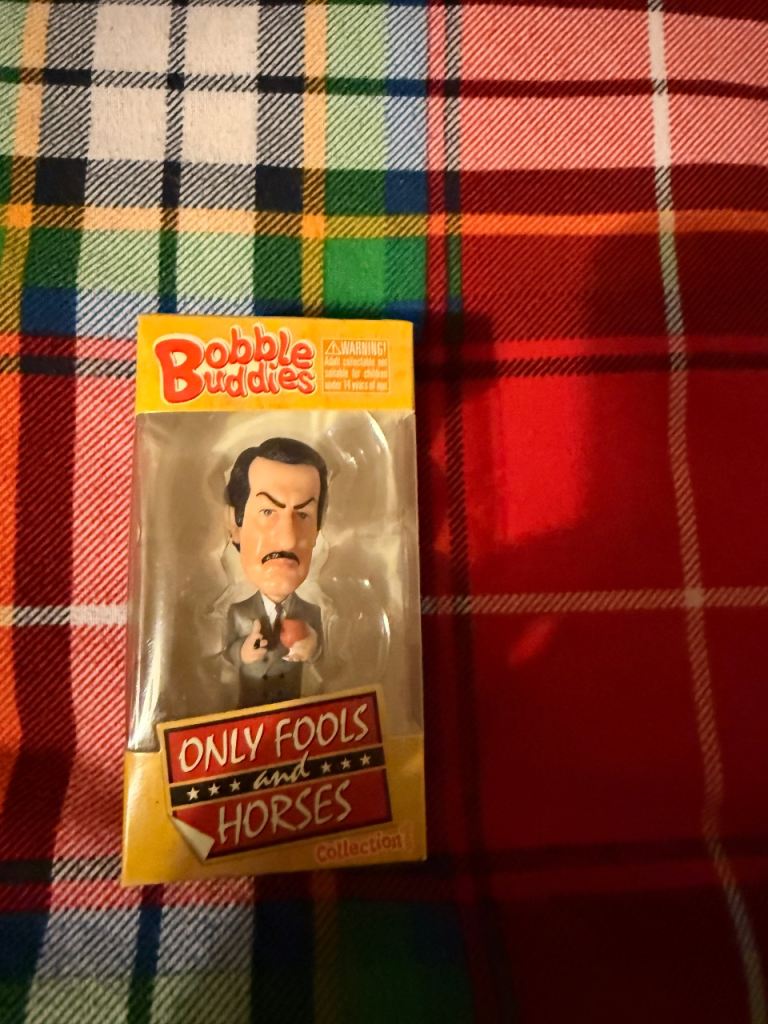 Bobble
Buddies
WARNING!
Adult collectable not
suitable for children
under 14 years of age
ONLY FOOLS
and
HORSES
Collection